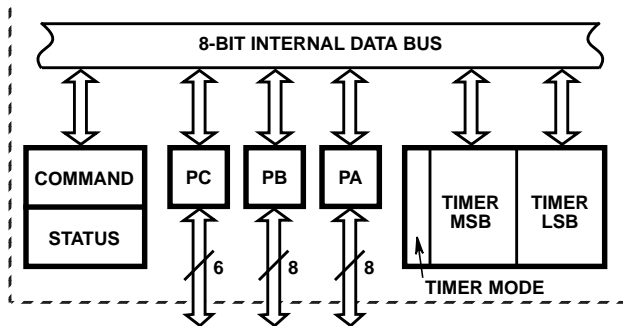 8-BIT INTERNAL DATA BUS
COMMAND
STATUS
PC
PB
PA
TIMER
MSB
TIMER
LSB
6
8
8
TIMER MODE